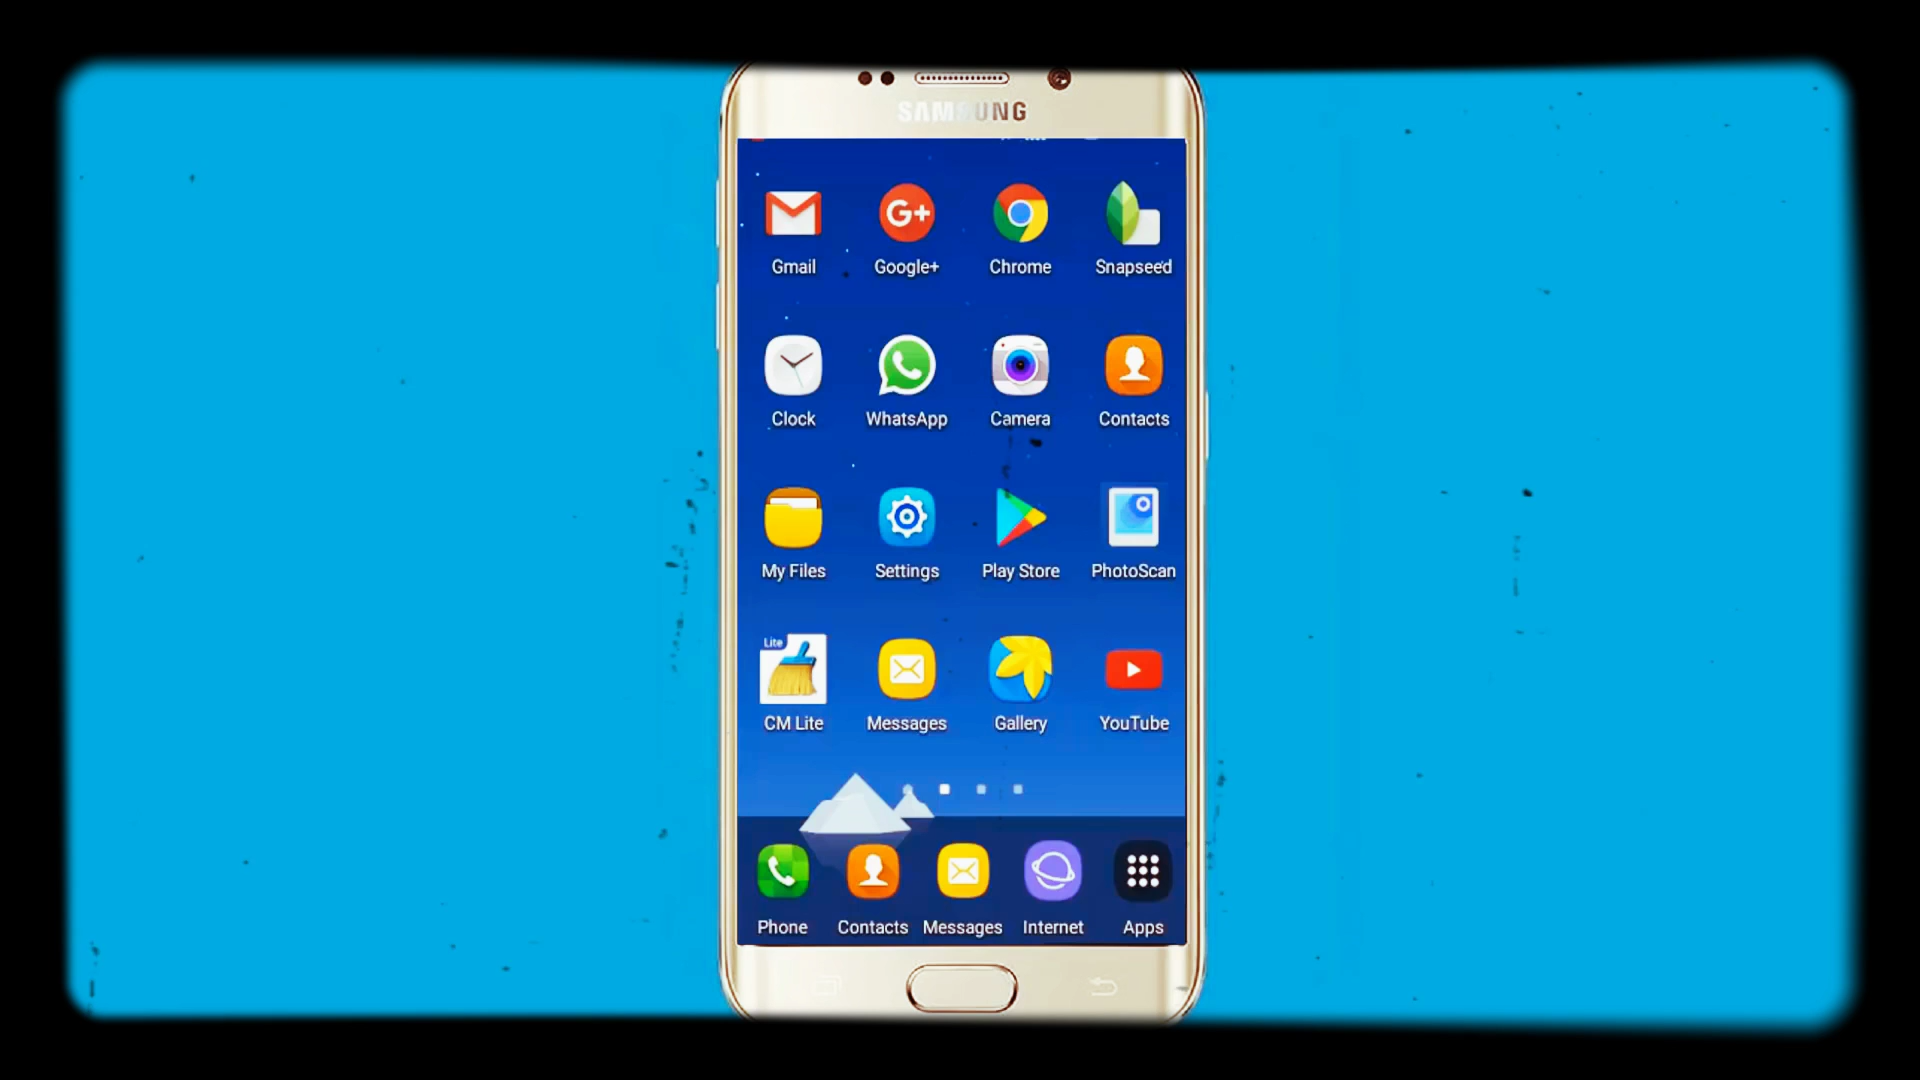 SAMSUNG
Gmail Google+ Chrome Snapseed
Clock WhatsApp Camera Contacts
My Files Settings Play Store PhotoScan
Lite
CM Lite Messages Gallery YouTube
Phone Contacts Messages Internet Apps